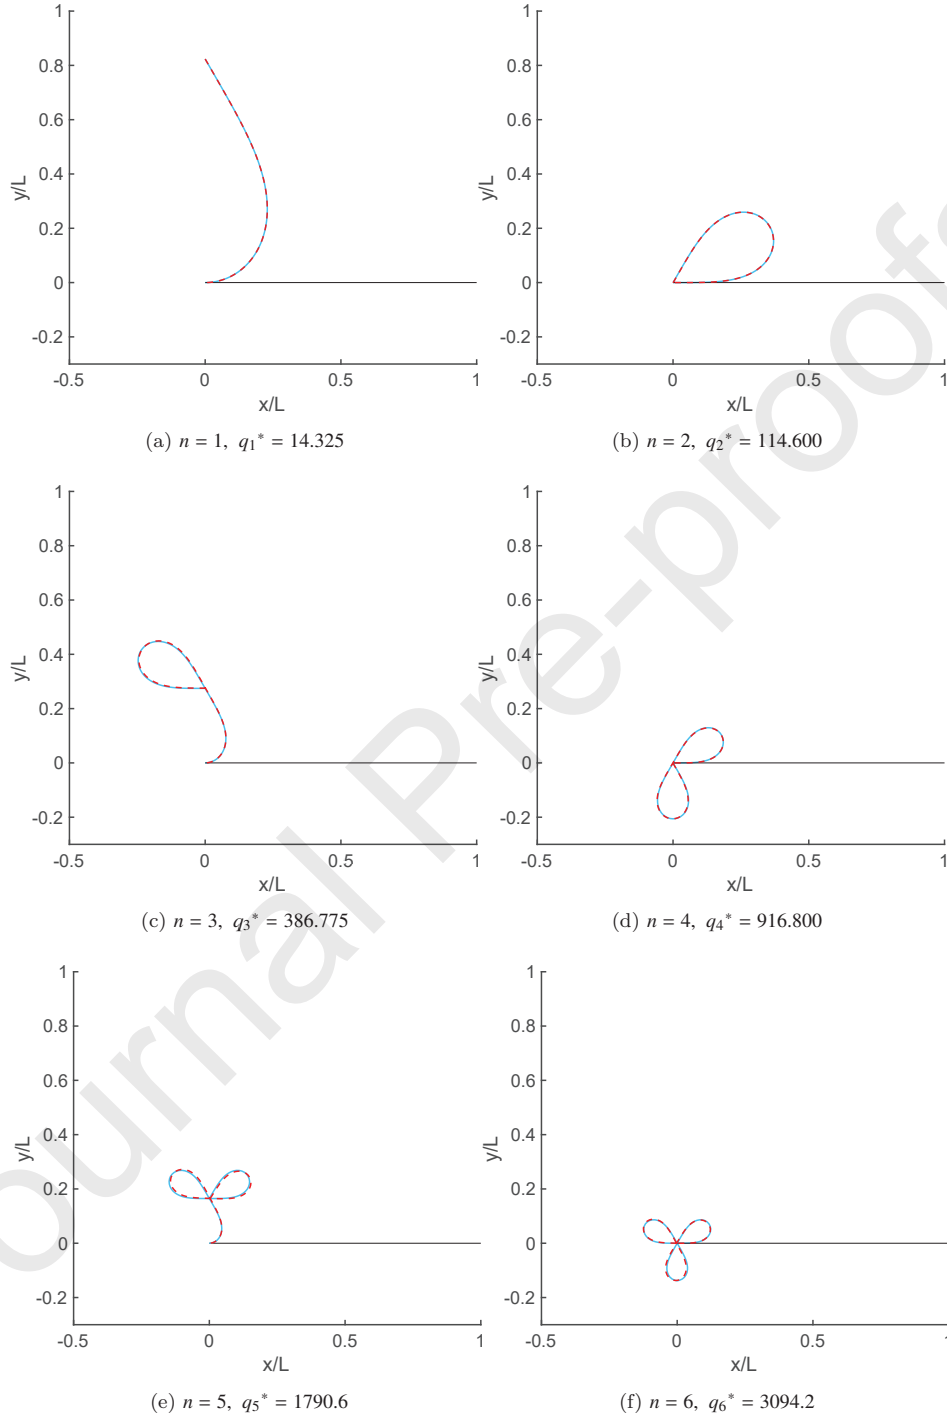 1
0.8
0.6
0.4
0.2
0
-0.2
y/L
-0.5 0 0.5 1
x/L
(a) n = 1, q₁* = 14.325
1
0.8
0.6
0.4
0.2
0
-0.2
y/L
-0.5 0 0.5 1
x/L
(b) n = 2, q₂* = 114.600
1
0.8
0.6
0.4
0.2
0
-0.2
y/L
-0.5 0 0.5 1
x/L
(c) n = 3, q₃* = 386.775
1
0.8
0.6
0.4
0.2
0
-0.2
y/L
-0.5 0 0.5 1
x/L
(d) n = 4, q₄* = 916.800
1
0.8
0.6
0.4
0.2
0
-0.2
y/L
-0.5 0 0.5 1
x/L
(e) n = 5, q₅* = 1790.6
1
0.8
0.6
0.4
0.2
0
-0.2
y/L
-0.5 0 0.5 1
x/L
(f) n = 6, q₆* = 3094.2
Journal Pre-proofs